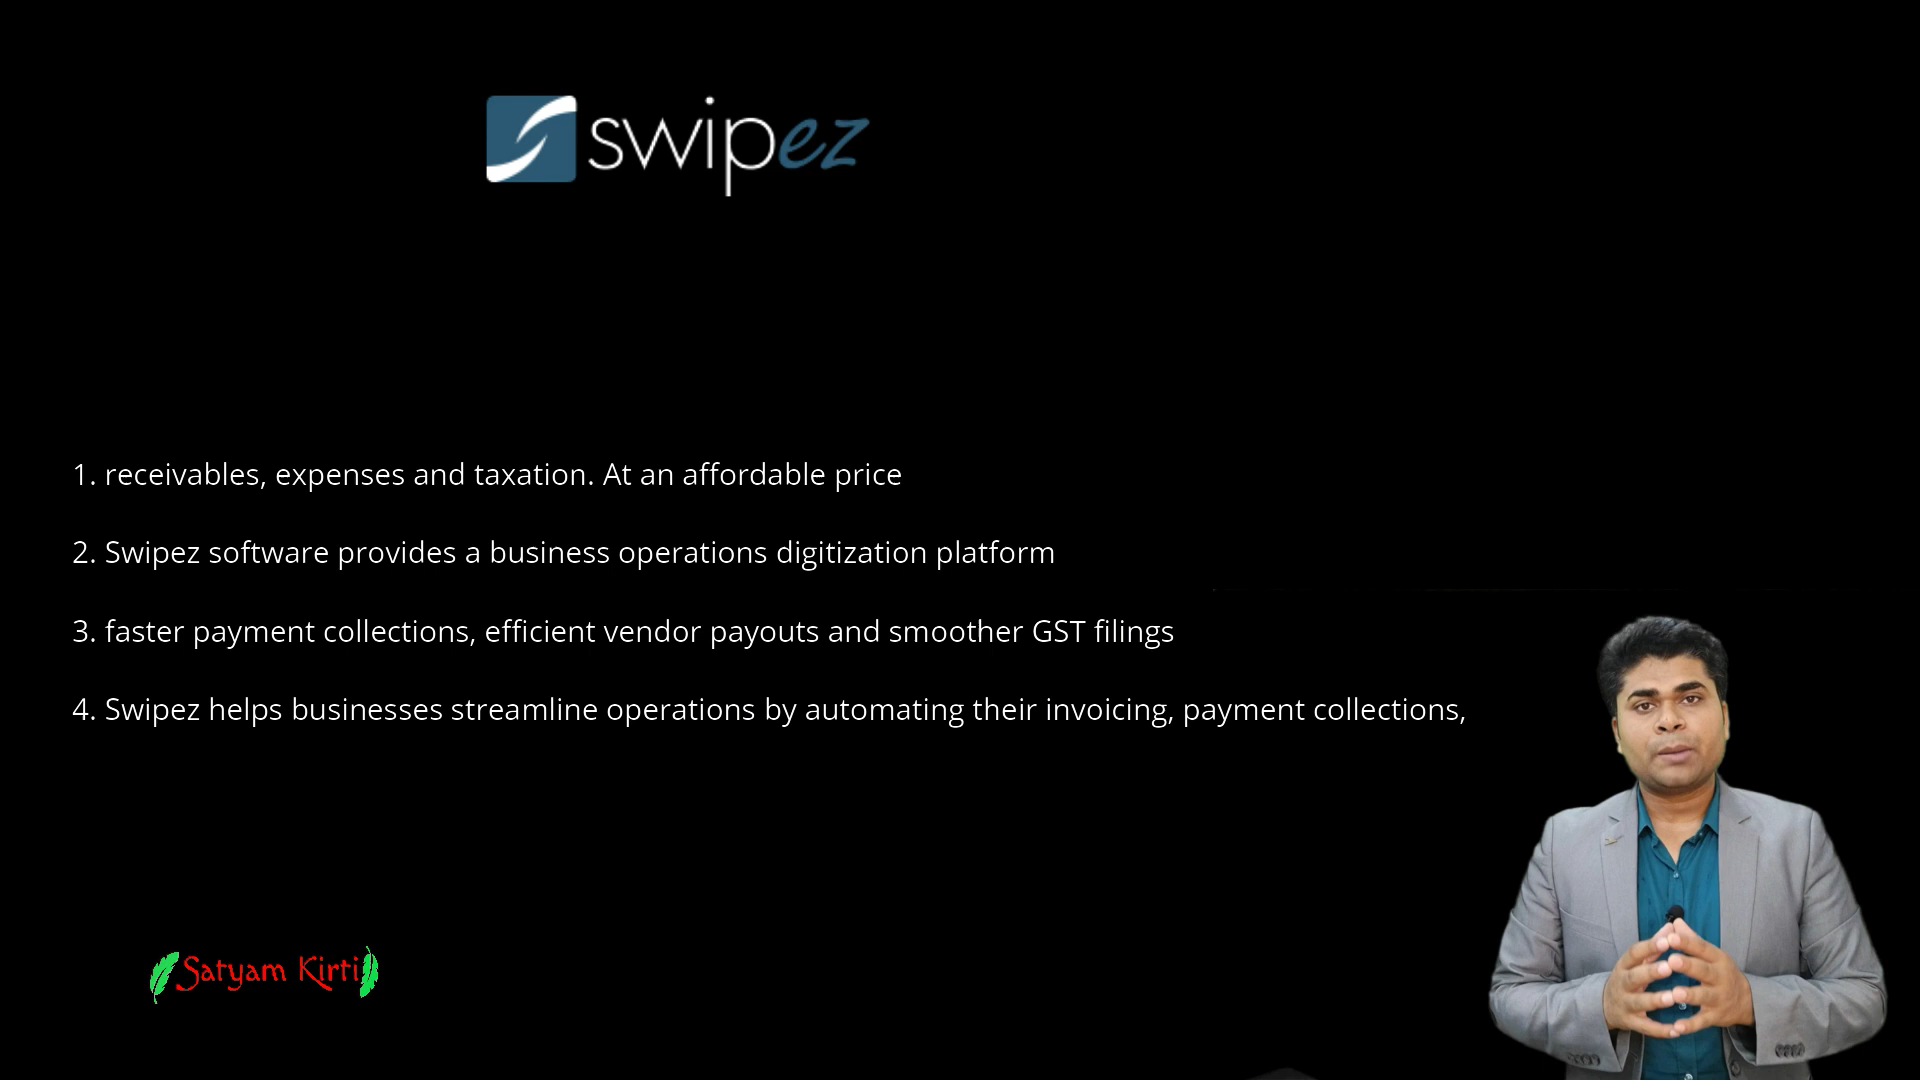 swipez
1. receivables, expenses and taxation. At an affordable price
2. Swipez software provides a business operations digitization platform
3. faster payment collections, efficient vendor payouts and smoother GST filings
4. Swipez helps businesses streamline operations by automating their invoicing, payment collections,
Satyam Kirti